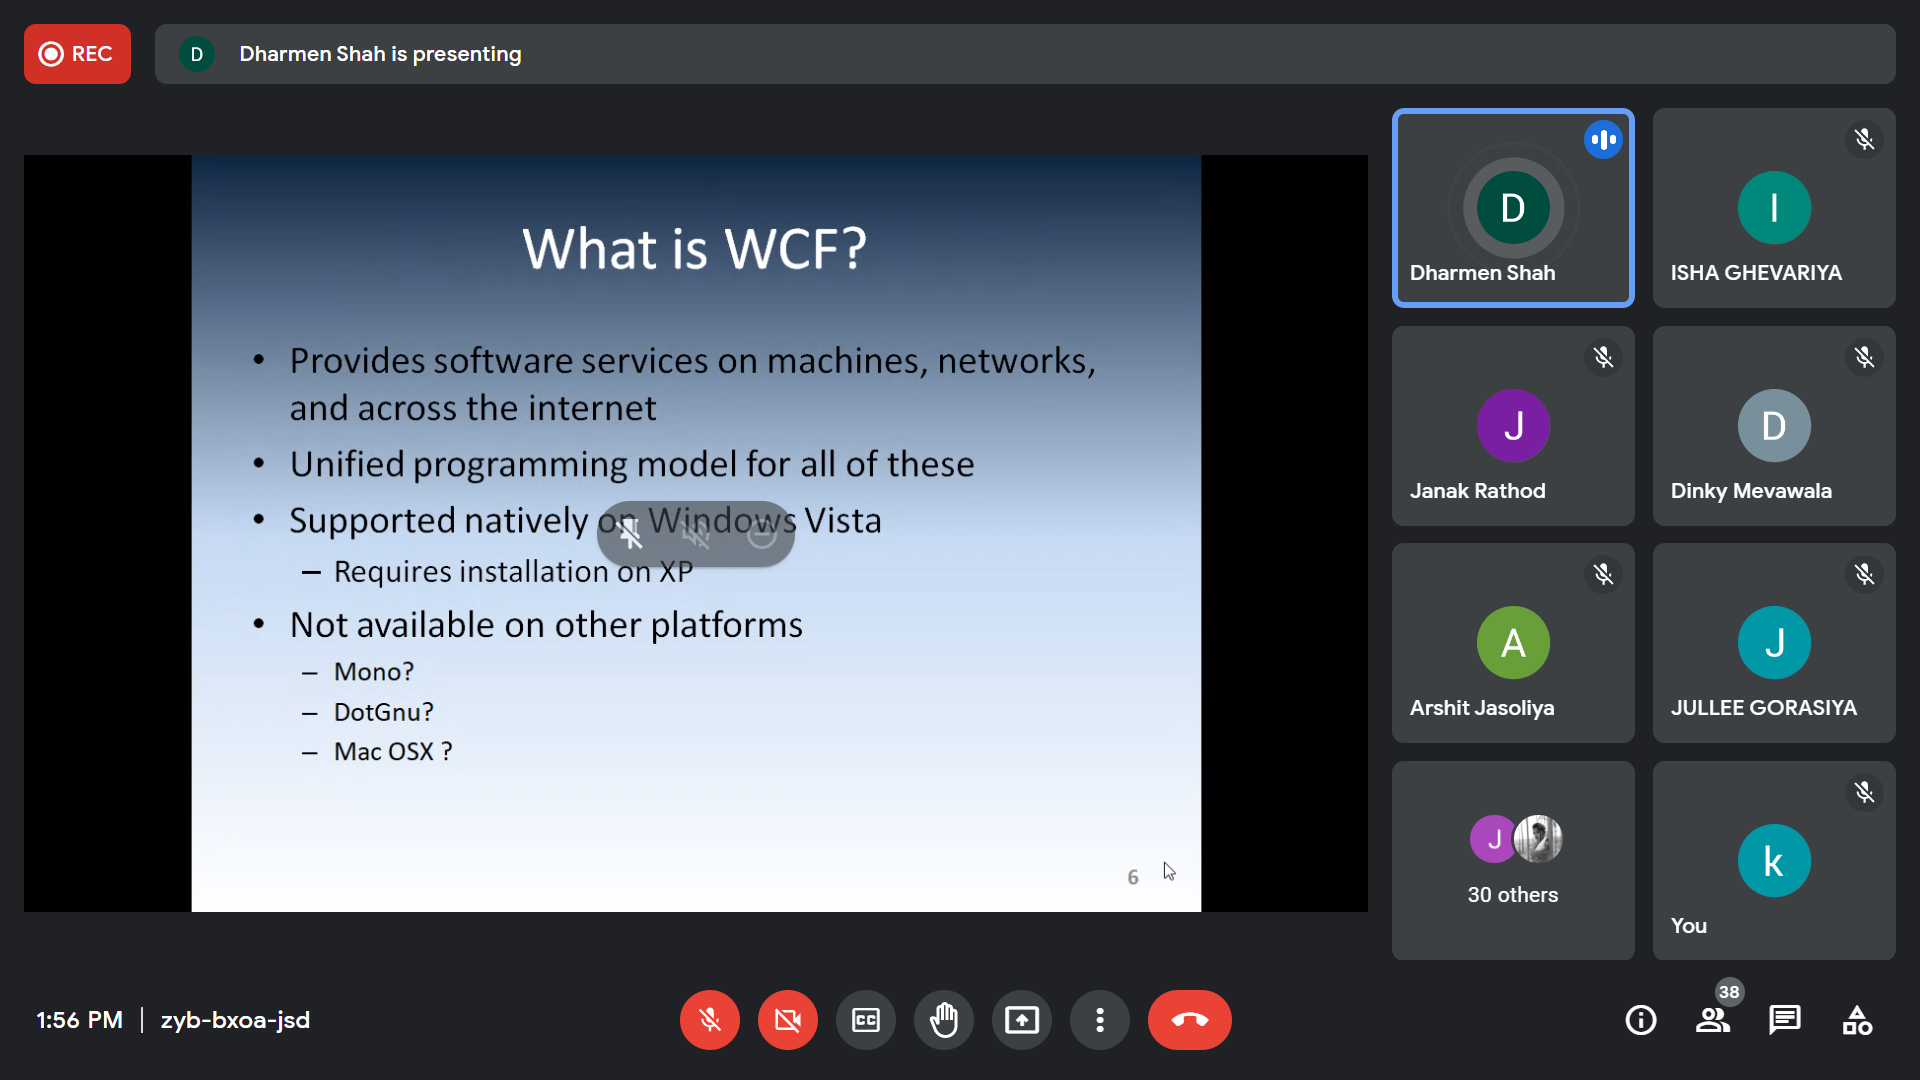 REC
D
Dharmen Shah is presenting
What is WCF?
• Provides software services on machines, networks,
and across the internet
• Unified programming model for all of these
• Supported natively on Windows Vista
– Requires installation on XP
• Not available on other platforms
– Mono?
– DotGnu?
– Mac OSX ?
6
D
Dharmen Shah
I
ISHA GHEVARIYA
J
Janak Rathod
D
Dinky Mevawala
A
Arshit Jasoliya
J
JULLEE GORASIYA
J
30 others
k
You
1:56 PM | zyb-bxoa-jsd
CC
38